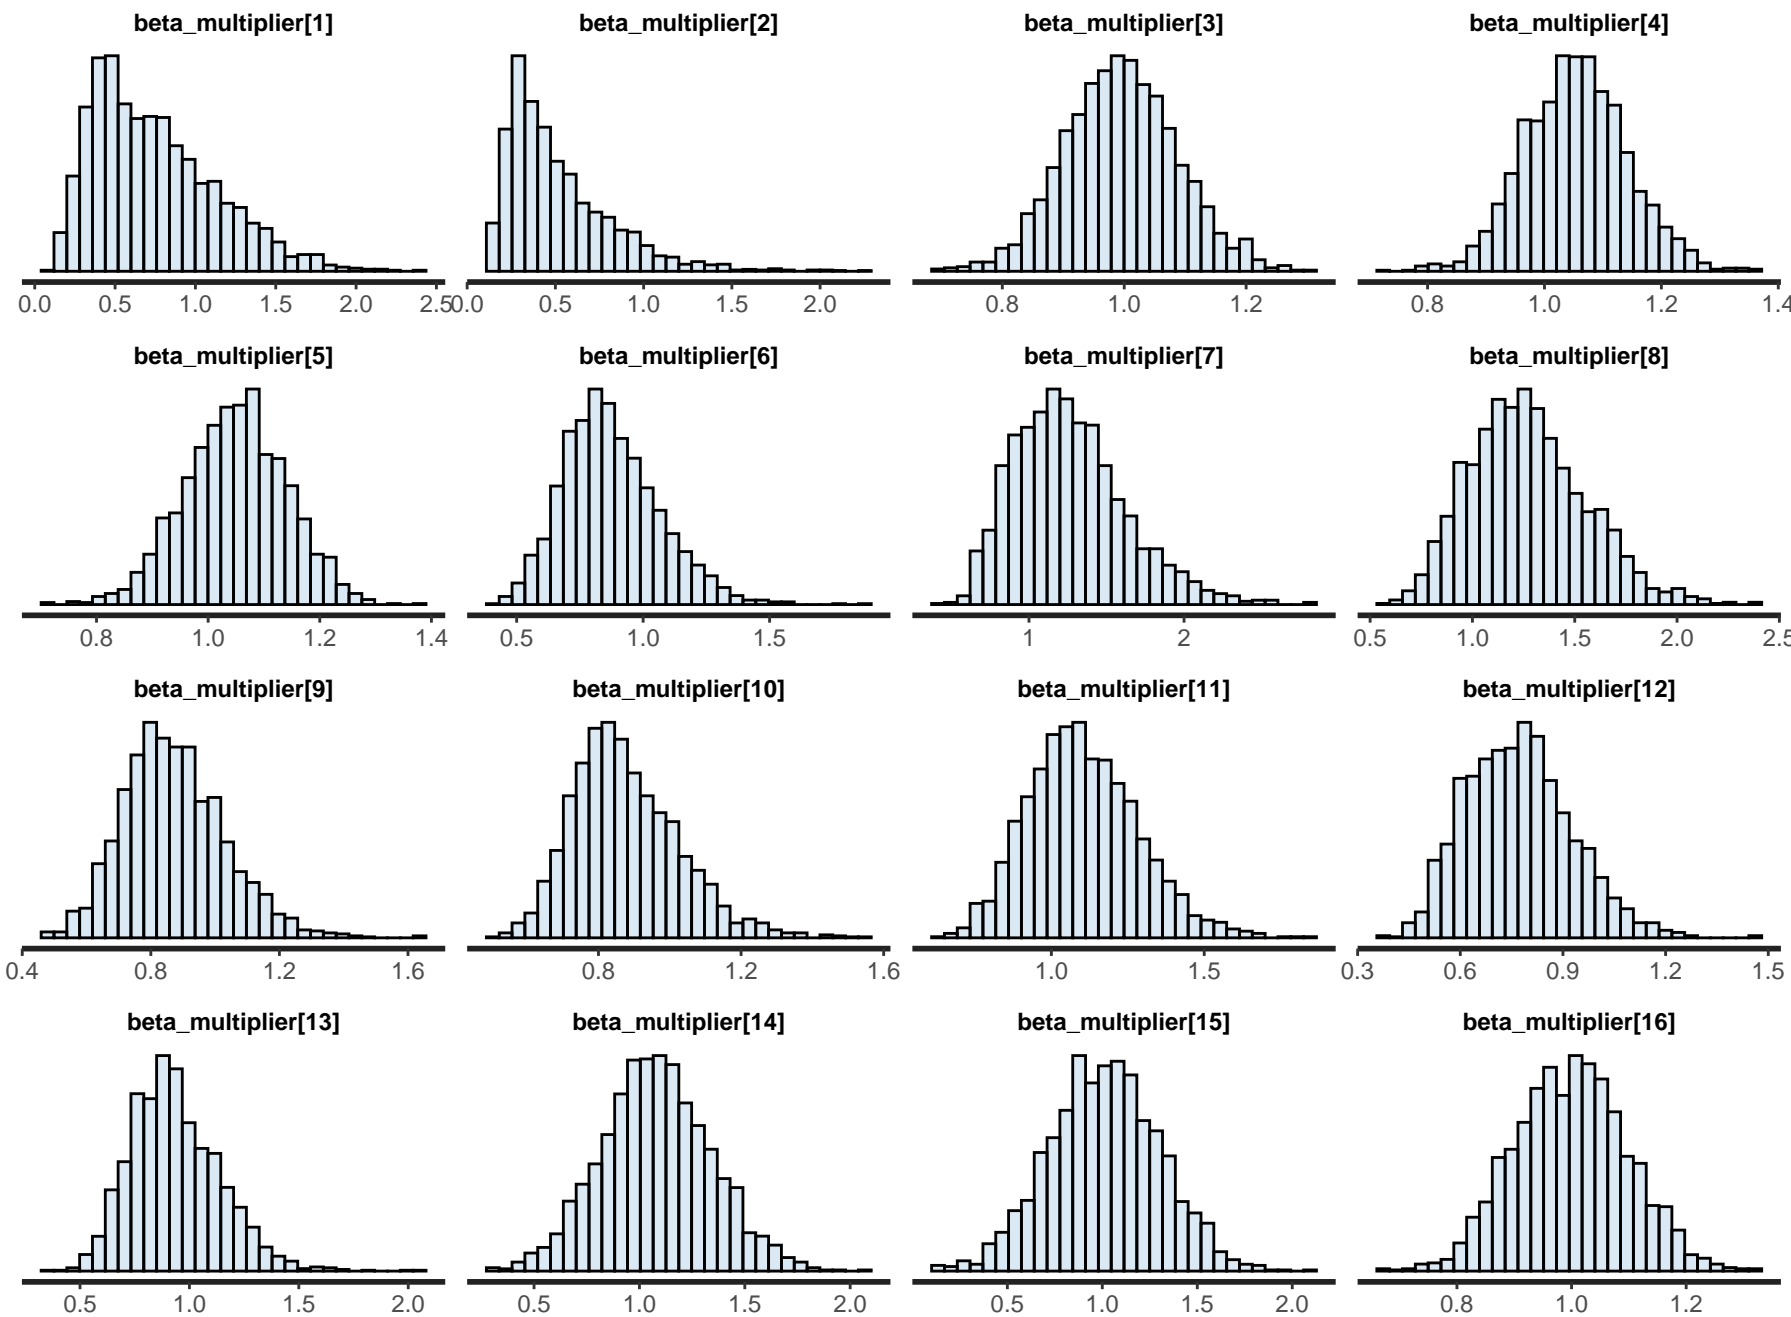 beta_multiplier[1] beta_multiplier[2] beta_multiplier[3] beta_multiplier[4]
0.0 0.5 1.0 1.5 2.0 2.5 0.0 0.5 1.0 1.5 2.0 0.8 1.0 1.2 0.8 1.0 1.2 1.4
beta_multiplier[5] beta_multiplier[6] beta_multiplier[7] beta_multiplier[8]
0.8 1.0 1.2 1.4 0.5 1.0 1.5 1 2 0.5 1.0 1.5 2.0 2.5
beta_multiplier[9] beta_multiplier[10] beta_multiplier[11] beta_multiplier[12]
0.4 0.8 1.2 1.6 0.8 1.2 1.6 1.0 1.5 0.3 0.6 0.9 1.2 1.5
beta_multiplier[13] beta_multiplier[14] beta_multiplier[15] beta_multiplier[16]
0.5 1.0 1.5 2.0 0.5 1.0 1.5 2.0 0.5 1.0 1.5 2.0 0.8 1.0 1.2